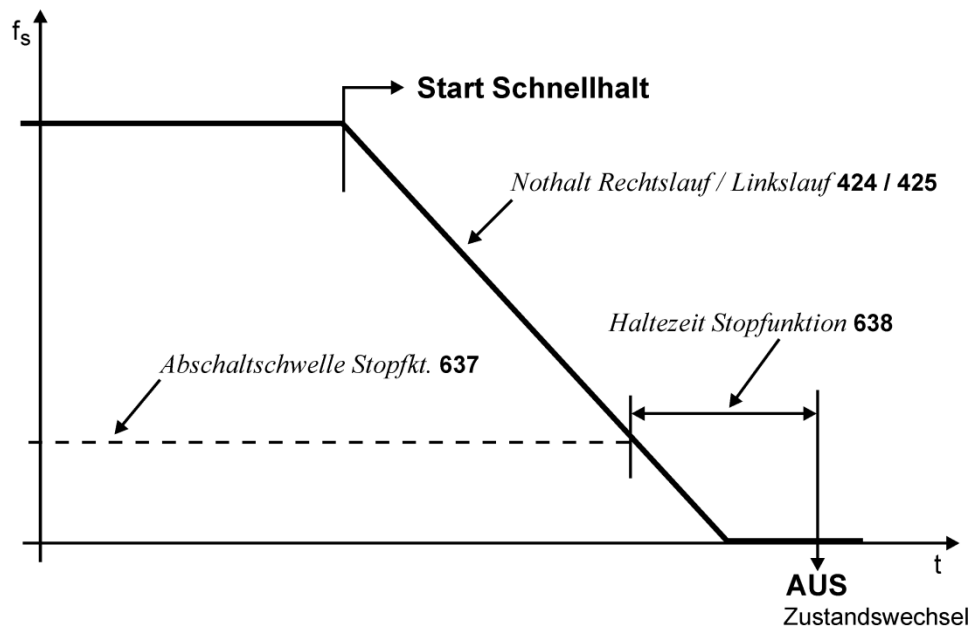 fs
Start Schnellhalt
Nothalt Rechtslauf / Linkslauf 424 / 425
Haltezeit Stopfunktion 638
Abschaltschwelle Stopfkt. 637
t
AUS
Zustandswechsel